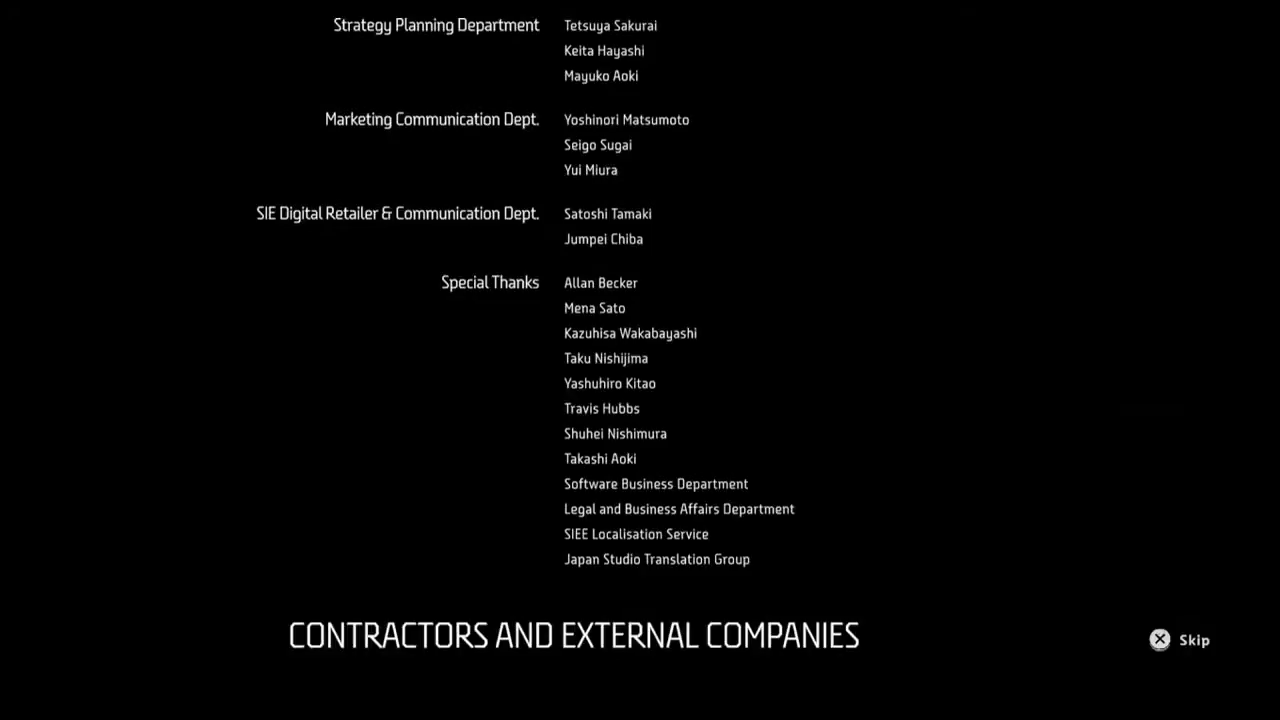 Strategy Planning Department Tetsuya Sakurai
Keita Hayashi
Mayuko Aoki
Marketing Communication Dept. Yoshinori Matsumoto
Seigo Sugai
Yui Miura
SIE Digital Retailer & Communication Dept. Satoshi Tamaki
Jumpei Chiba
Special Thanks Allan Becker
Mena Sato
Kazuhisa Wakabayashi
Taku Nishijima
Yashuhiro Kitao
Travis Hubbs
Shuhei Nishimura
Takashi Aoki
Software Business Department
Legal and Business Affairs Department
SIEE Localisation Service
Japan Studio Translation Group
CONTRACTORS AND EXTERNAL COMPANIES
Skip